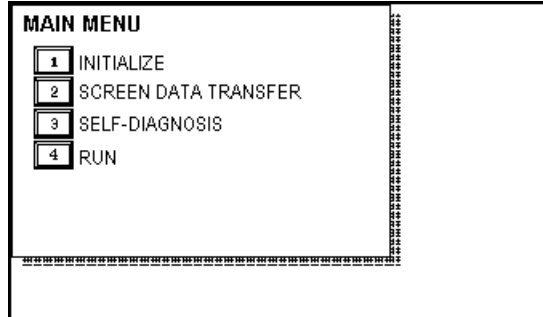 MAIN MENU
1 INITIALIZE
2 SCREEN DATA TRANSFER
3 SELF-DIAGNOSIS
4 RUN